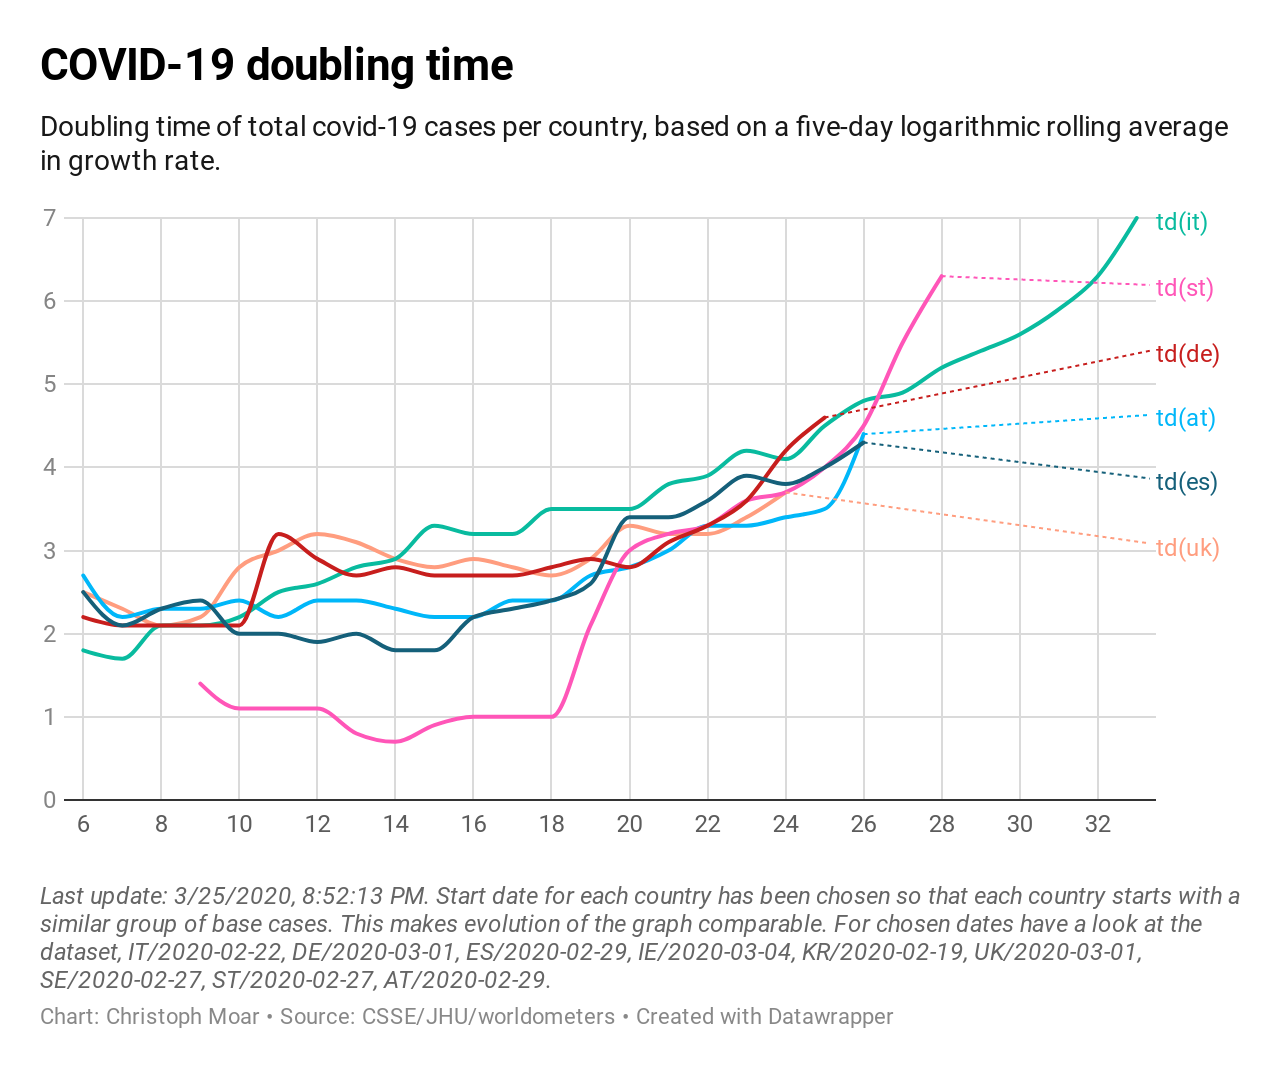 COVID-19 doubling time
Doubling time of total covid-19 cases per country, based on a five-day logarithmic rolling average
in growth rate.
7
6
5
4
3
2
1
0
td(it)
td(st)
td(de)
td(at)
td(es)
td(uk)
6 8 10 12 14 16 18 20 22 24 26 28 30 32
Last update: 3/25/2020, 8:52:13 PM. Start date for each country has been chosen so that each country starts with a
similar group of base cases. This makes evolution of the graph comparable. For chosen dates have a look at the
dataset, IT/2020-02-22, DE/2020-03-01, ES/2020-02-29, IE/2020-03-04, KR/2020-02-19, UK/2020-03-01,
SE/2020-02-27, ST/2020-02-27, AT/2020-02-29.
Chart: Christoph Moar • Source: CSSE/JHU/worldometers • Created with Datawrapper